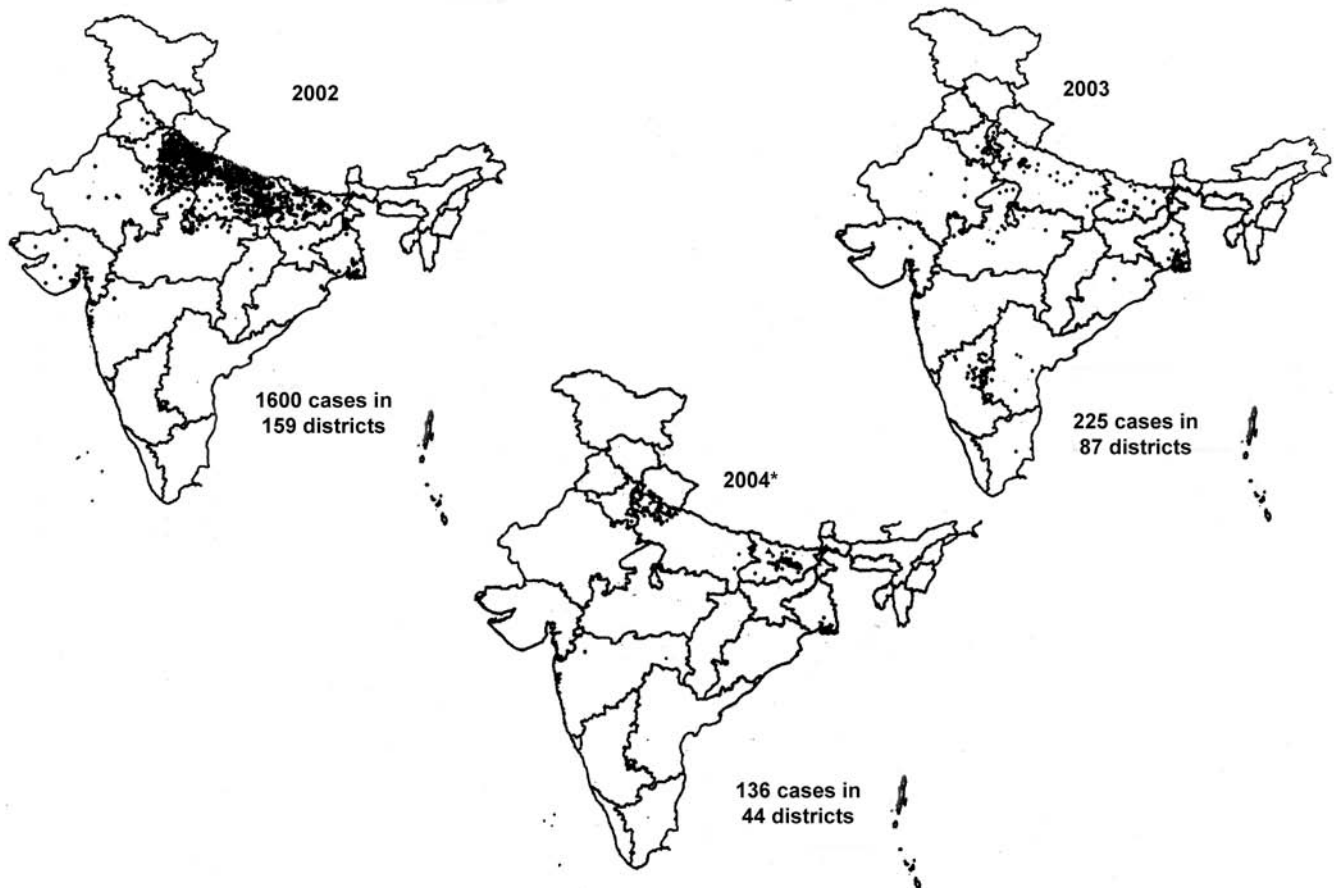 2002
1600 cases in
159 districts
2003
225 cases in
87 districts
2004*
136 cases in
44 districts